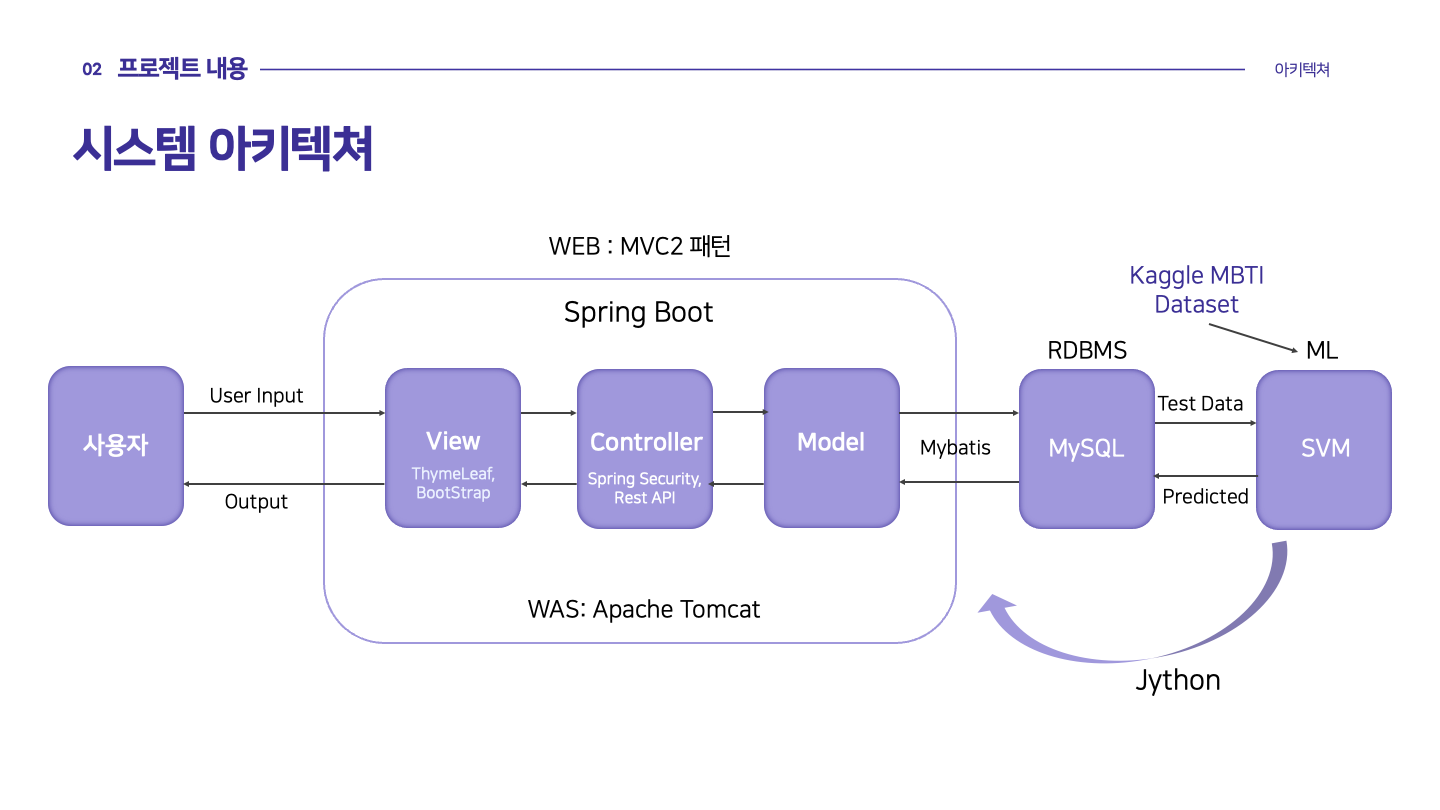 02 프로젝트 내용
아키텍쳐
시스템 아키텍쳐
WEB : MVC2 패턴
Spring Boot
Kaggle MBTI
Dataset
RDBMS
ML
User Input
Test Data
사용자
View
Controller
Model
Mybatis
MySQL
SVM
ThymeLeaf,
BootStrap
Spring Security,
Rest API
Output
Predicted
WAS: Apache Tomcat
Jython